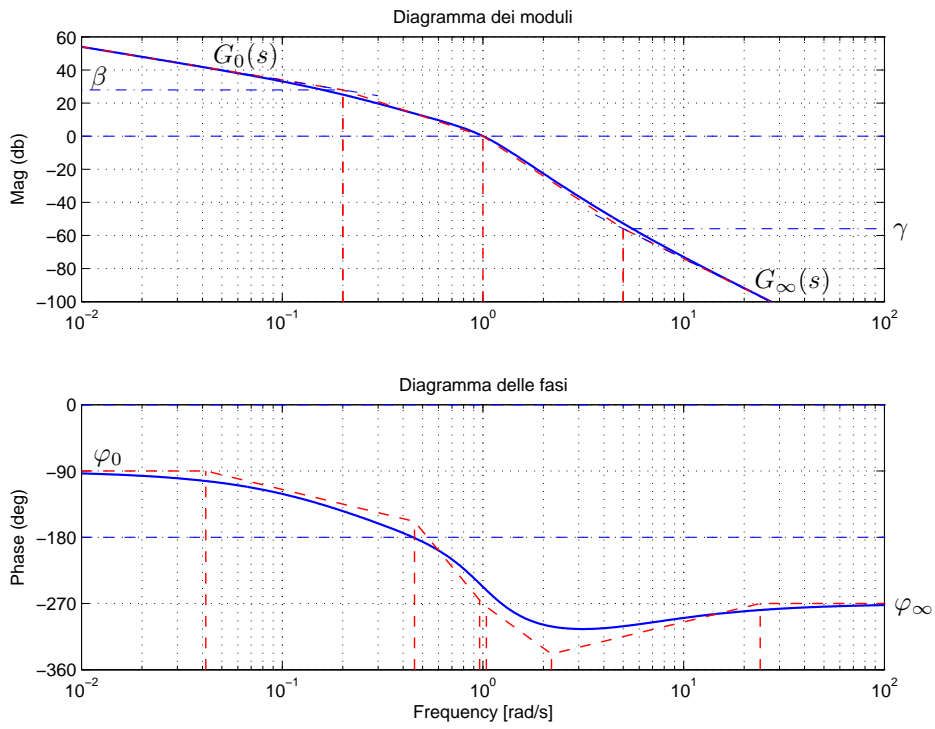 Diagramma dei moduli
60
40
20
0
−20
−40
−60
−80
−100
Mag (db)
G₀(s)
β
γ
G∞(s)
10⁻² 10⁻¹ 10⁰ 10¹ 10²
Diagramma delle fasi
0
−90
−180
−270
−360
Phase (deg)
φ₀
φ∞
10⁻² 10⁻¹ 10⁰ 10¹ 10²
Frequency [rad/s]